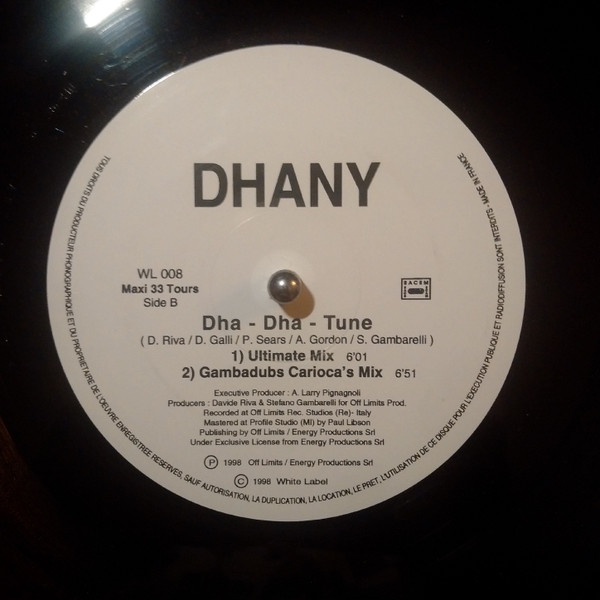 DHANY
WL 008
Maxi 33 Tours
Side B
SACEM
Dha - Dha - Tune
( D. Riva / D. Galli / P. Sears / A. Gordon / S. Gambarelli )
1) Ultimate Mix 6'01
2) Gambadubs Carioca's Mix 6'51
Executive Producer : A. Larry Pignagnoli
Producers : Davide Riva & Stefano Gambarelli for Off Limits Prod.
Recorded at Off Limits Rec. Studios (Re)- Italy
Mastered at Profile Studio (MI) by Paul Libson
Publishing by Off Limits / Energy Productions Srl
Under Exclusive License from Energy Productions Srl
Ⓟ 1998 Off Limits / Energy Productions Srl
© 1998 White Label
TOUS DROITS DU PRODUCTEUR PHONOGRAPHIQUE ET DU PROPRIETAIRE DE L'OEUVRE ENREGISTREE RESERVES, SAUF AUTORISATION, LA DUPLICATION, LA LOCATION, LE PRET, L'UTILISATION DE CE DISQUE POUR L'EXECUTION PUBLIQUE ET RADIODIFFUSION SONT INTERDITS - MADE IN FRANCE.